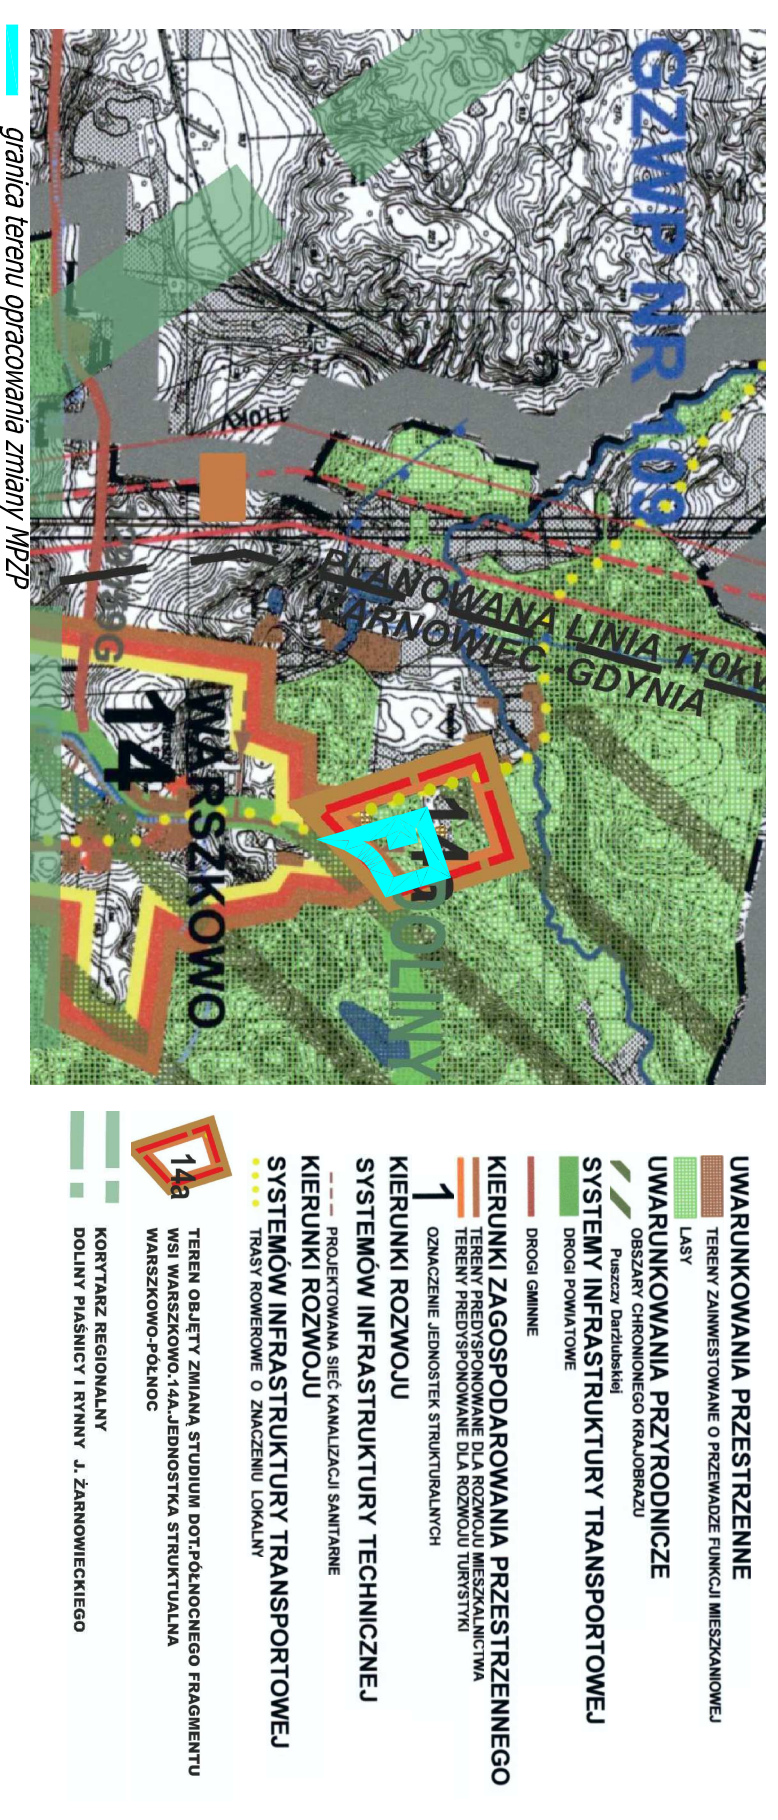 granica terenu opracowania zmiany MPZP
GZWP NR 109
110kV
PLANOWANA LINIA 110kV
ŻARNOWIEC -GDYNIA
14
WARSZKOWO
14a
DOLINY
UWARUNKOWANIA PRZESTRZENNE
TERENY ZAINWESTOWANE O PRZEWADZE FUNKCJI MIESZKANIOWEJ
LASY
UWARUNKOWANIA PRZYRODNICZE
OBSZARY CHRONIONEGO KRAJOBRAZU
Puszczy Darżlubskiej
SYSTEMY INFRASTRUKTURY TRANSPORTOWEJ
DROGI POWIATOWE
DROGI GMINNE
KIERUNKI ZAGOSPODAROWANIA PRZESTRZENNEGO
TERENY PREDYSPONOWANE DLA ROZWOJU MIESZKALNICTWA
TERENY PREDYSPONOWANE DLA ROZWOJU TURYSTYKI
1 OZNACZENIE JEDNOSTEK STRUKTURALNYCH
KIERUNKI ROZWOJU
SYSTEMÓW INFRASTRUKTURY TECHNICZNEJ
PROJEKTOWANA SIEĆ KANALIZACJI SANITARNE
KIERUNKI ROZWOJU
SYSTEMÓW INFRASTRUKTURY TRANSPORTOWEJ
TRASY ROWEROWE O ZNACZENIU LOKALNY
14a
TEREN OBJĘTY ZMIANĄ STUDIUM DOT.PÓŁNOCNEGO FRAGMENTU
WSI WARSZKOWO.14A.JEDNOSTKA STRUKTUALNA
WARSZKOWO-PÓŁNOC
KORYTARZ REGIONALNY
DOLINY PIAŚNICY I RYNNY J. ŻARNOWIECKIEGO